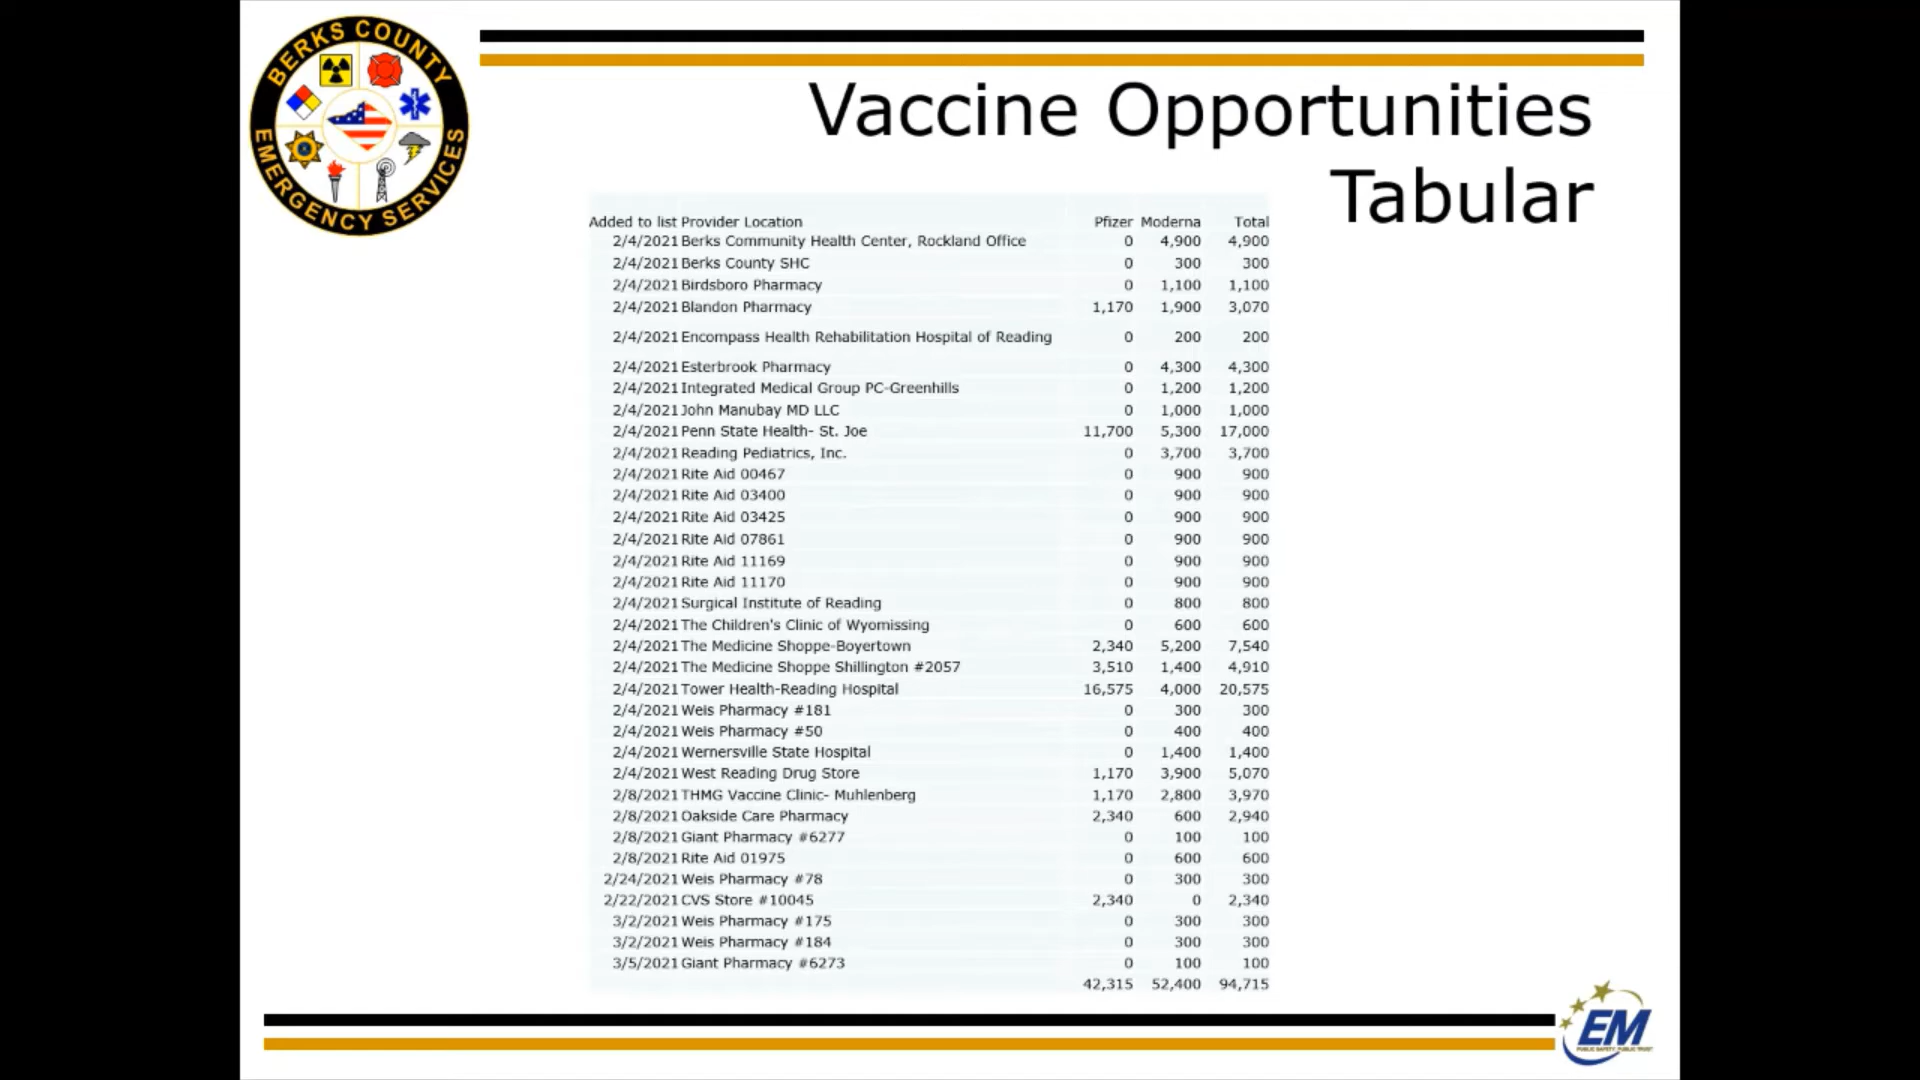 BERKS COUNTY
EMERGENCY SERVICES
Vaccine Opportunities
Tabular
Added to list Provider Location Pfizer Moderna Total
2/4/2021 Berks Community Health Center, Rockland Office 0 4,900 4,900
2/4/2021 Berks County SHC 0 300 300
2/4/2021 Birdsboro Pharmacy 0 1,100 1,100
2/4/2021 Blandon Pharmacy 1,170 1,900 3,070
2/4/2021 Encompass Health Rehabilitation Hospital of Reading 0 200 200
2/4/2021 Esterbrook Pharmacy 0 4,300 4,300
2/4/2021 Integrated Medical Group PC-Greenhills 0 1,200 1,200
2/4/2021 John Manubay MD LLC 0 1,000 1,000
2/4/2021 Penn State Health- St. Joe 11,700 5,300 17,000
2/4/2021 Reading Pediatrics, Inc. 0 3,700 3,700
2/4/2021 Rite Aid 00467 0 900 900
2/4/2021 Rite Aid 03400 0 900 900
2/4/2021 Rite Aid 03425 0 900 900
2/4/2021 Rite Aid 07861 0 900 900
2/4/2021 Rite Aid 11169 0 900 900
2/4/2021 Rite Aid 11170 0 900 900
2/4/2021 Surgical Institute of Reading 0 800 800
2/4/2021 The Children's Clinic of Wyomissing 0 600 600
2/4/2021 The Medicine Shoppe-Boyertown 2,340 5,200 7,540
2/4/2021 The Medicine Shoppe Shillington #2057 3,510 1,400 4,910
2/4/2021 Tower Health-Reading Hospital 16,575 4,000 20,575
2/4/2021 Weis Pharmacy #181 0 300 300
2/4/2021 Weis Pharmacy #50 0 400 400
2/4/2021 Wernersville State Hospital 0 1,400 1,400
2/4/2021 West Reading Drug Store 1,170 3,900 5,070
2/8/2021 THMG Vaccine Clinic- Muhlenberg 1,170 2,800 3,970
2/8/2021 Oakside Care Pharmacy 2,340 600 2,940
2/8/2021 Giant Pharmacy #6277 0 100 100
2/8/2021 Rite Aid 01975 0 600 600
2/24/2021 Weis Pharmacy #78 0 300 300
2/22/2021 CVS Store #10045 2,340 0 2,340
3/2/2021 Weis Pharmacy #175 0 300 300
3/2/2021 Weis Pharmacy #184 0 300 300
3/5/2021 Giant Pharmacy #6273 0 100 100
42,315 52,400 94,715
EM
PUBLIC SAFETY, PUBLIC TRUST